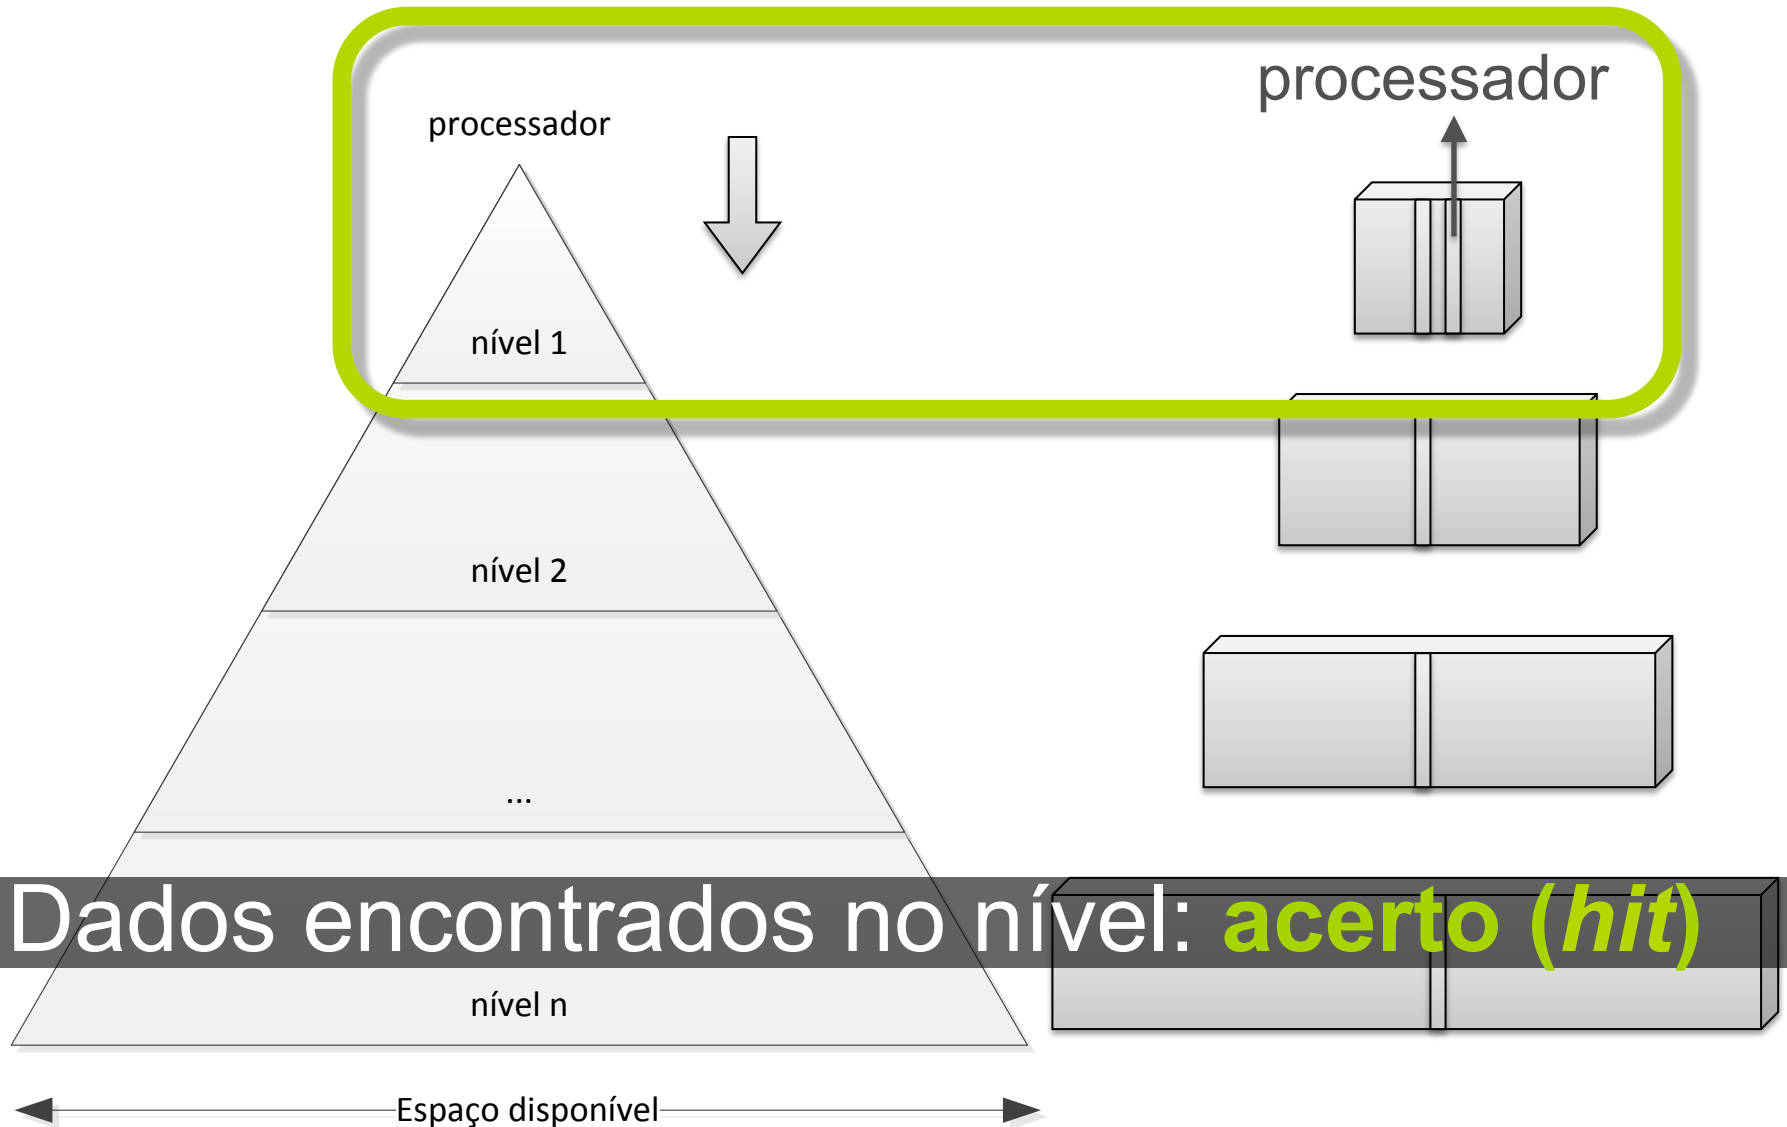 processador
processador
nível 1
nível 2
...
Dados encontrados no nível: acerto (hit)
nível n
Espaço disponível